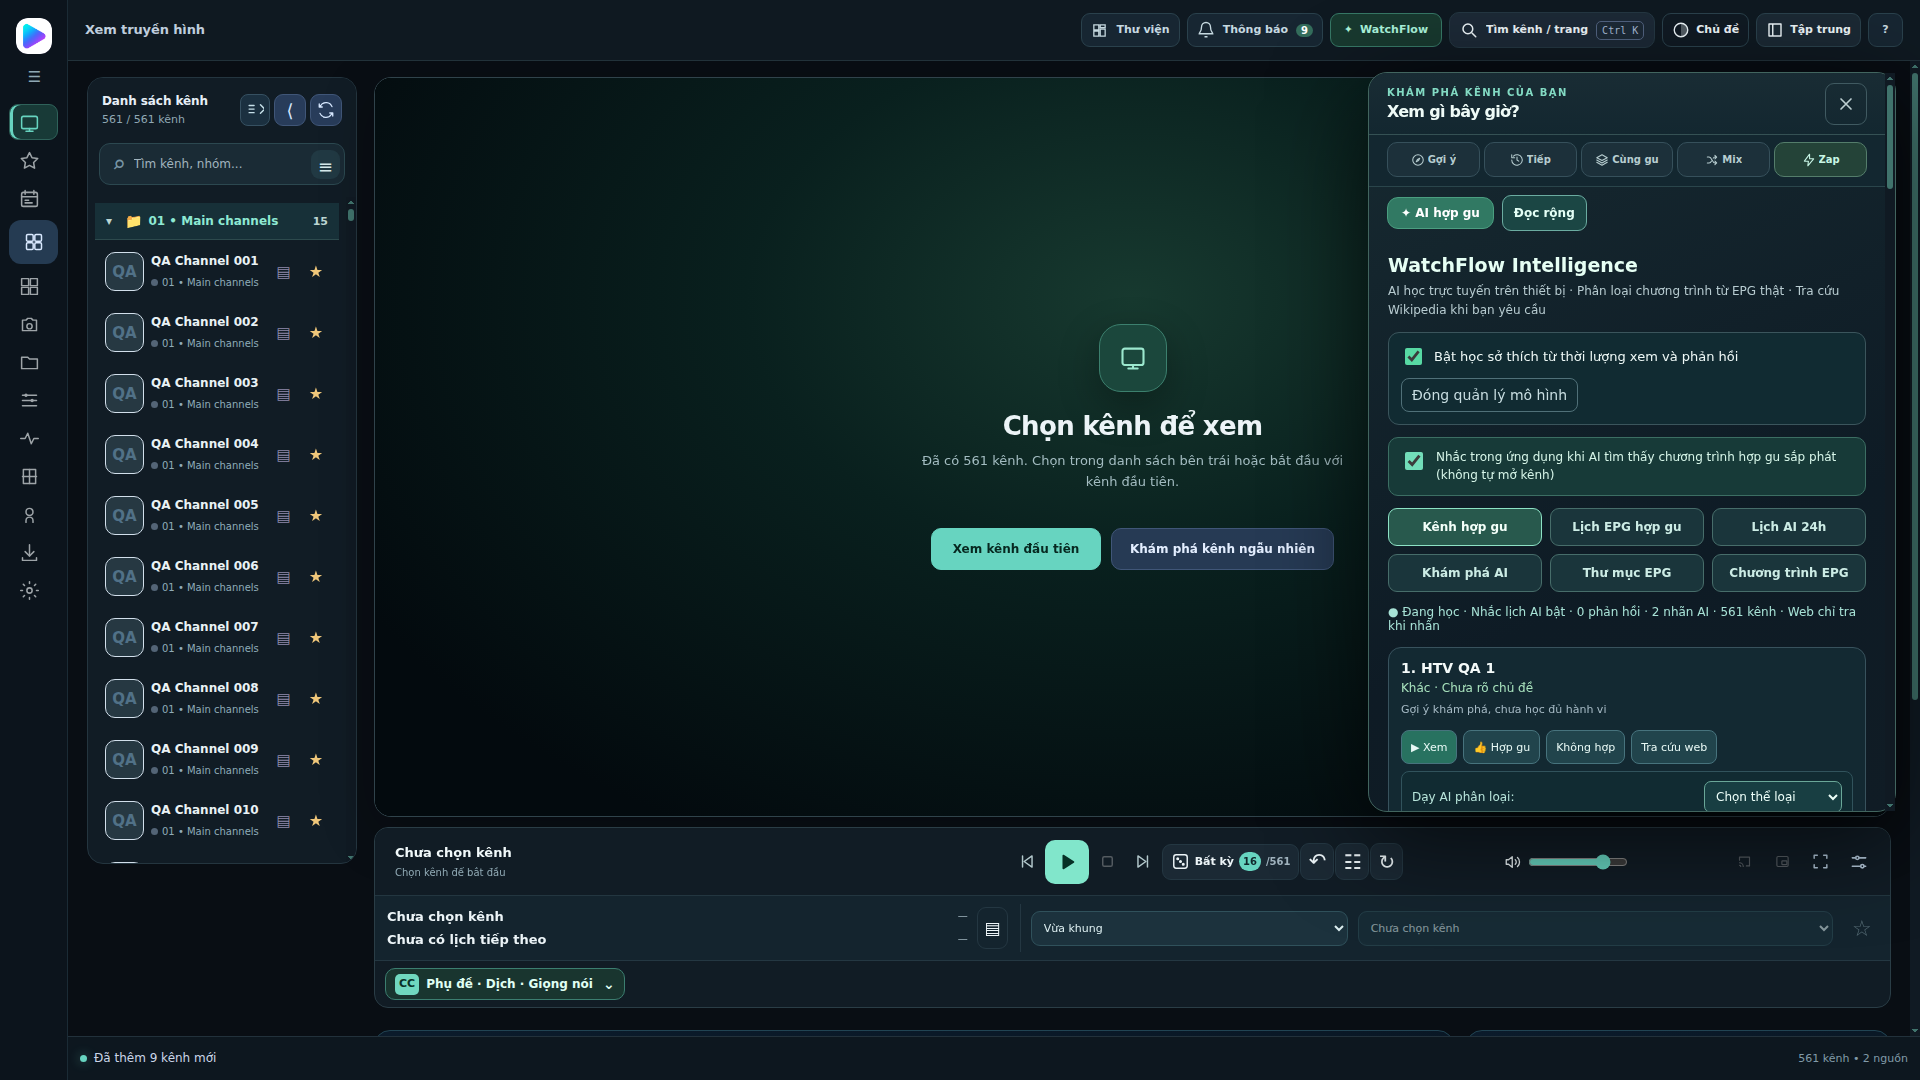 Xem truyền hình
Thư viện
Thông báo 9
✦ WatchFlow
Tìm kênh / trang Ctrl K
Chủ đề
Tập trung
?
Danh sách kênh
561 / 561 kênh
Tìm kênh, nhóm...
01 • Main channels 15
QA
QA Channel 001
01 • Main channels
QA
QA Channel 002
01 • Main channels
QA
QA Channel 003
01 • Main channels
QA
QA Channel 004
01 • Main channels
QA
QA Channel 005
01 • Main channels
QA
QA Channel 006
01 • Main channels
QA
QA Channel 007
01 • Main channels
QA
QA Channel 008
01 • Main channels
QA
QA Channel 009
01 • Main channels
QA
QA Channel 010
01 • Main channels
Chọn kênh để xem
Đã có 561 kênh. Chọn trong danh sách bên trái hoặc bắt đầu với
kênh đầu tiên.
Xem kênh đầu tiên
Khám phá kênh ngẫu nhiên
KHÁM PHÁ KÊNH CỦA BẠN
Xem gì bây giờ?
Gợi ý
Tiếp
Cùng gu
Mix
Zap
✦ AI hợp gu
Đọc rộng
WatchFlow Intelligence
AI học trực tuyến trên thiết bị · Phân loại chương trình từ EPG thật · Tra cứu
Wikipedia khi bạn yêu cầu
Bật học sở thích từ thời lượng xem và phản hồi
Đóng quản lý mô hình
Nhắc trong ứng dụng khi AI tìm thấy chương trình hợp gu sắp phát
(không tự mở kênh)
Kênh hợp gu
Lịch EPG hợp gu
Lịch AI 24h
Khám phá AI
Thư mục EPG
Chương trình EPG
● Đang học · Nhắc lịch AI bật · 0 phản hồi · 2 nhãn AI · 561 kênh · Web chỉ tra
khi nhấn
1. HTV QA 1
Khác · Chưa rõ chủ đề
Gợi ý khám phá, chưa học đủ hành vi
▶ Xem
👍 Hợp gu
Không hợp
Tra cứu web
Dạy AI phân loại:
Chọn thể loại
Chưa chọn kênh
Chọn kênh để bắt đầu
Bất kỳ 16 /561
Chưa chọn kênh —
Chưa có lịch tiếp theo —
Vừa khung
Chưa chọn kênh
CC Phụ đề · Dịch · Giọng nói
Đã thêm 9 kênh mới
561 kênh • 2 nguồn